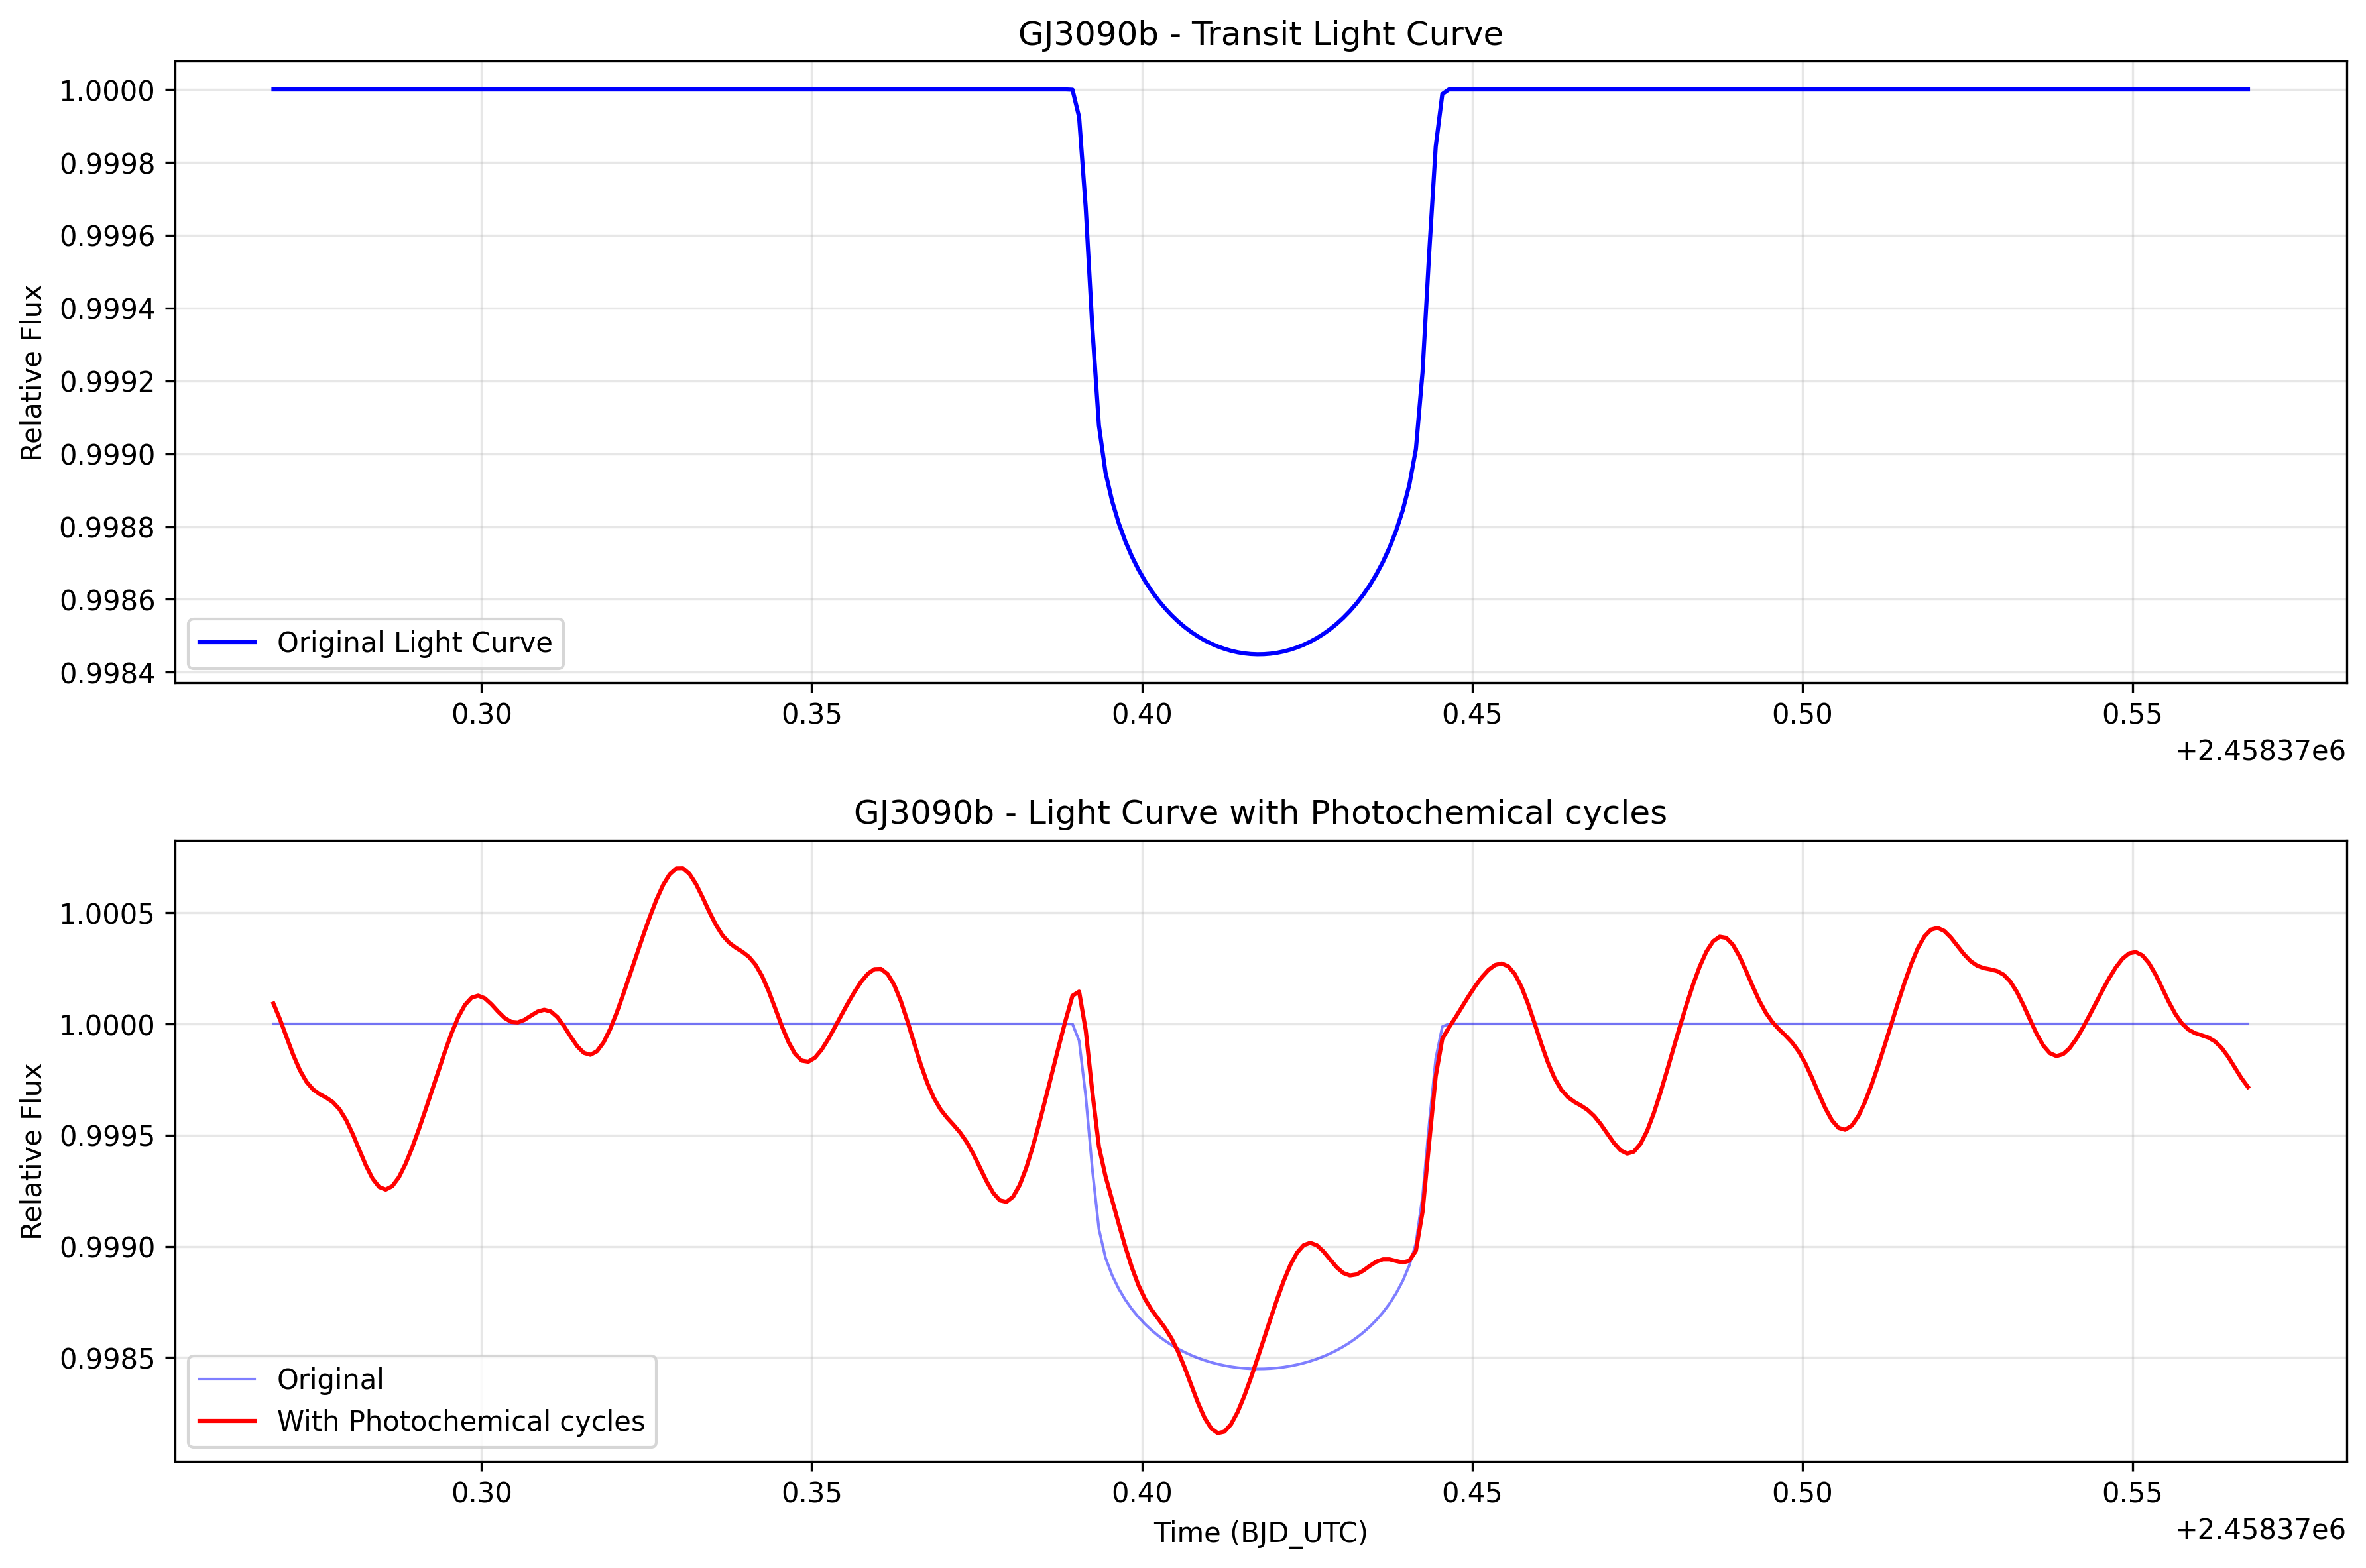 GJ3090b - Transit Light Curve
Relative Flux
1.0000
0.9998
0.9996
0.9994
0.9992
0.9990
0.9988
0.9986
0.9984
Original Light Curve
0.30 0.35 0.40 0.45 0.50 0.55
+2.45837e6
GJ3090b - Light Curve with Photochemical cycles
Relative Flux
1.0005
1.0000
0.9995
0.9990
0.9985
Original
With Photochemical cycles
0.30 0.35 0.40 0.45 0.50 0.55
Time (BJD_UTC)
+2.45837e6